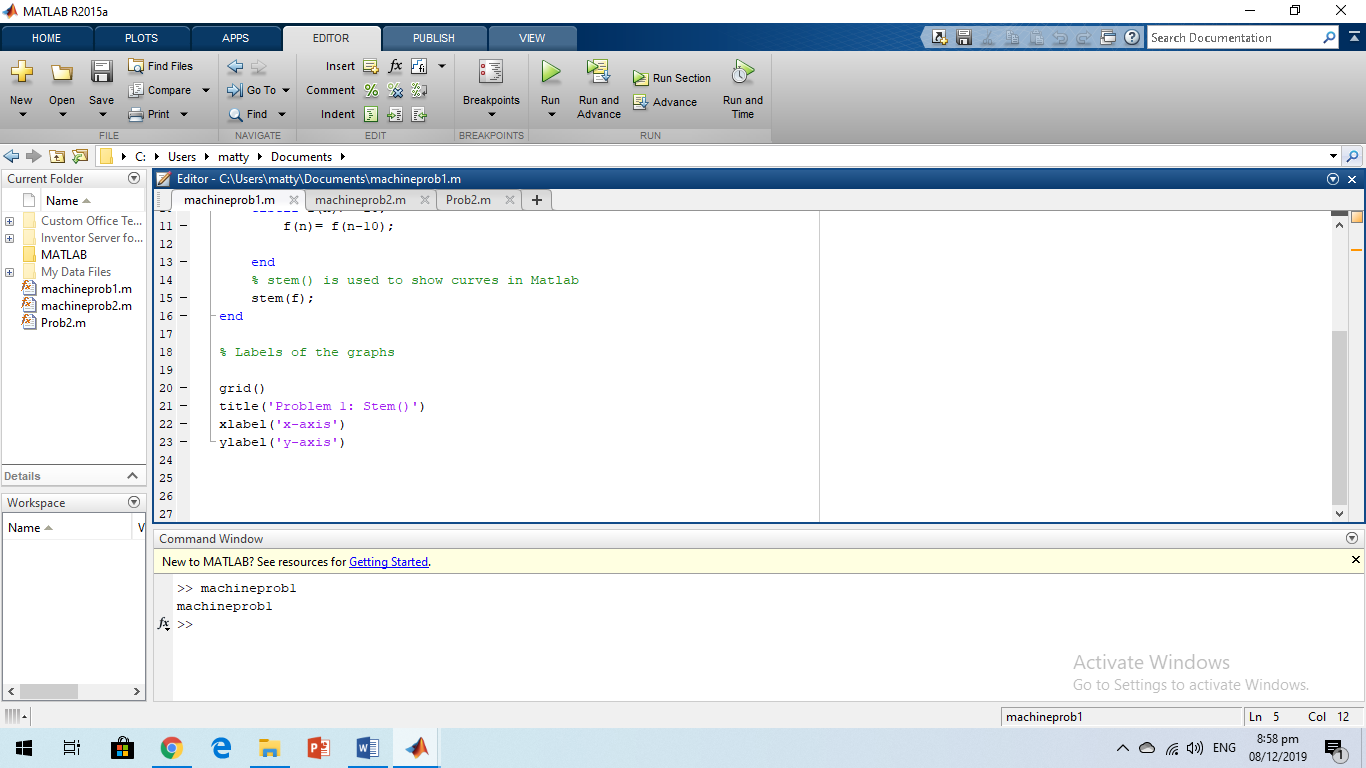 MATLAB R2015a
HOME PLOTS APPS EDITOR PUBLISH VIEW Search Documentation
New Open Save Find Files Compare Print
Go To Find
Insert fx
Comment
Indent
Breakpoints
Run Run and Advance Run Section Advance Run and Time
FILE NAVIGATE EDIT BREAKPOINTS RUN
C: Users matty Documents
Current Folder
Name
Custom Office Te...
Inventor Server fo...
MATLAB
My Data Files
machineprob1.m
machineprob2.m
Prob2.m
Details
Workspace
Name V
Editor - C:\Users\matty\Documents\machineprob1.m
machineprob1.m machineprob2.m Prob2.m
11 f(n)= f(n-10);
12
13 end
14 % stem() is used to show curves in Matlab
15 stem(f);
16 end
17
18 % Labels of the graphs
19
20 grid()
21 title('Problem 1: Stem()')
22 xlabel('x-axis')
23 ylabel('y-axis')
24
25
26
27
Command Window
New to MATLAB? See resources for Getting Started.
>> machineprob1
machineprob1
fx >>
Activate Windows
Go to Settings to activate Windows.
machineprob1 Ln 5 Col 12
ENG 8:58 pm
08/12/2019
1